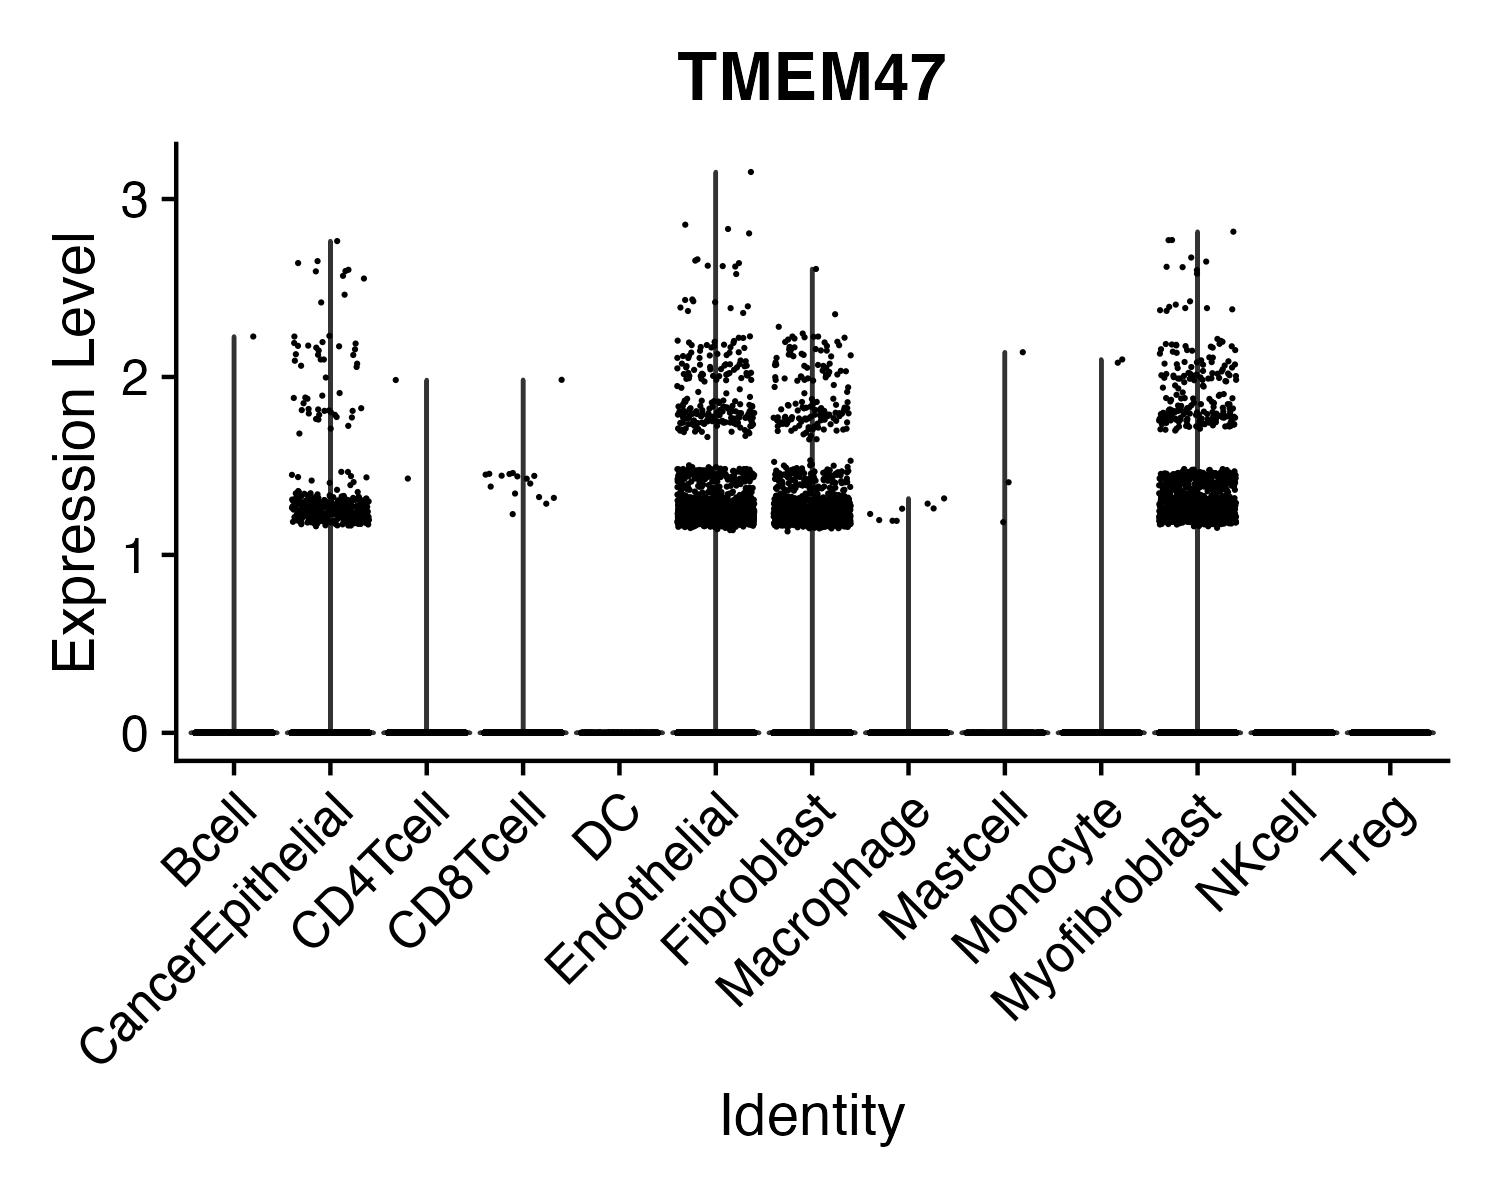 TMEM47
Expression Level
3
2
1
0
Bcell
CancerEpithelial
CD4Tcell
CD8Tcell
DC
Endothelial
Fibroblast
Macrophage
Mastcell
Monocyte
Myofibroblast
NKcell
Treg
Identity